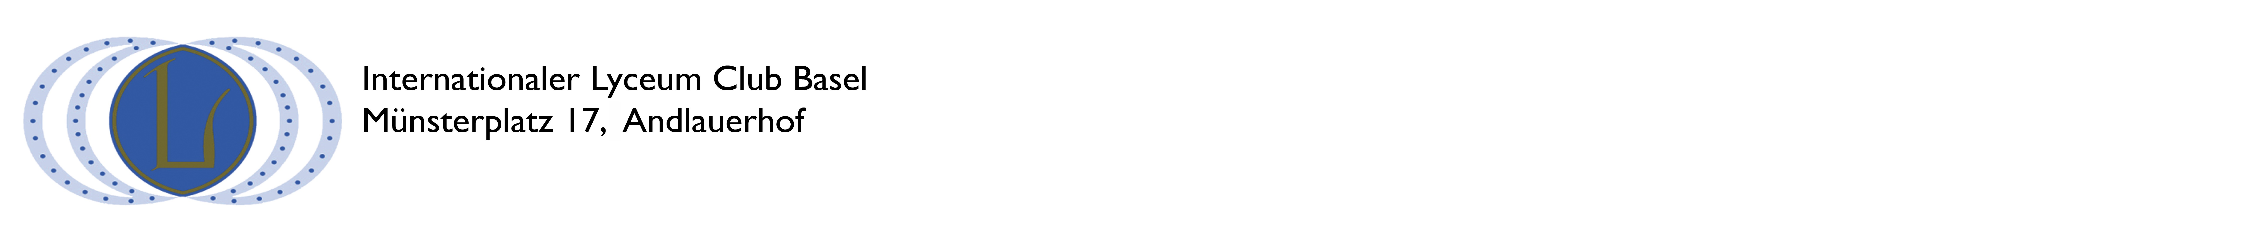 L
Internationaler Lyceum Club Basel
Münsterplatz 17, Andlauerhof